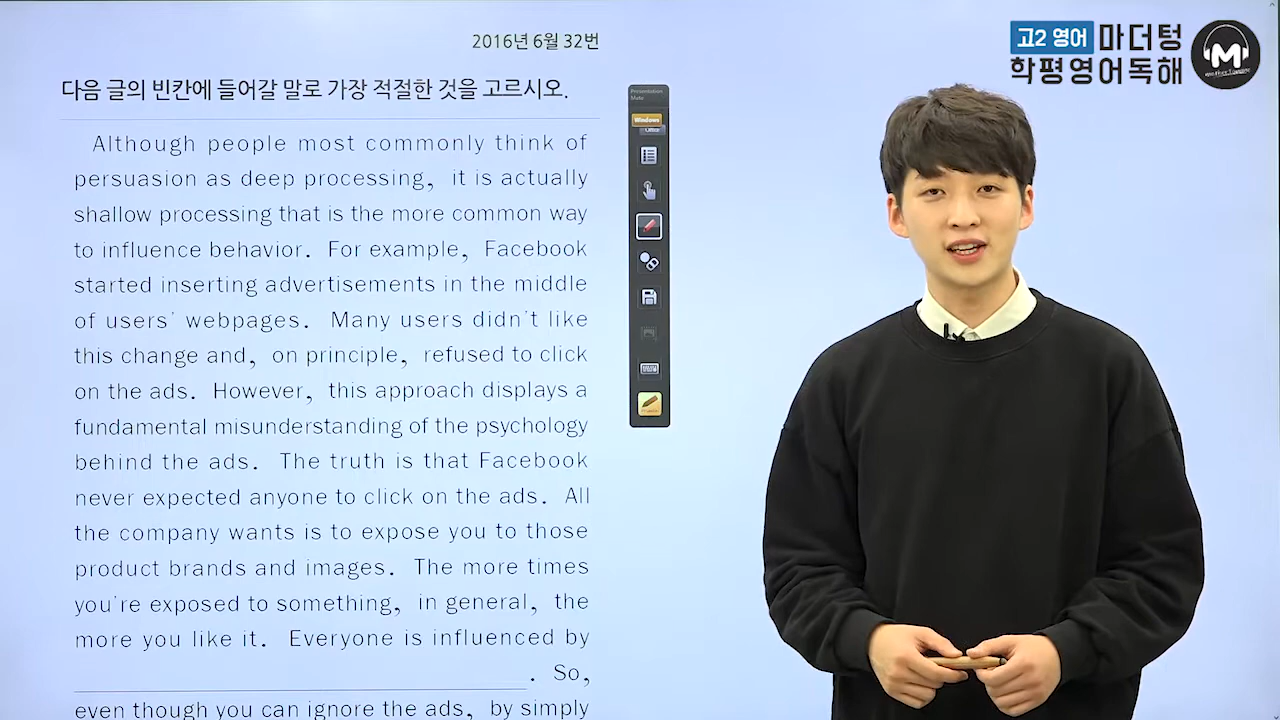 2016년 6월 32번
고2 영어 마더텅
학평영어독해
M
다음 글의 빈칸에 들어갈 말로 가장 적절한 것을 고르시오.
Presentation
Mate
Windows
Although people most commonly think of
persuasion as deep processing, it is actually
shallow processing that is the more common way
to influence behavior. For example, Facebook
started inserting advertisements in the middle
of users' webpages. Many users didn't like
this change and, on principle, refused to click
on the ads. However, this approach displays a
fundamental misunderstanding of the psychology
behind the ads. The truth is that Facebook
never expected anyone to click on the ads. All
the company wants is to expose you to those
product brands and images. The more times
you're exposed to something, in general, the
more you like it. Everyone is influenced by
. So,
even though you can ignore the ads, by simply